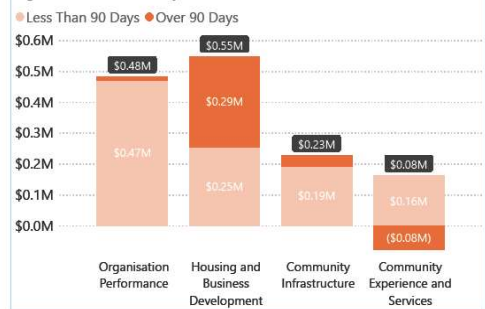 Less Than 90 Days Over 90 Days
$0.6M
$0.5M
$0.4M
$0.3M
$0.2M
$0.1M
$0.0M
$0.48M
$0.47M
$0.55M
$0.29M
$0.25M
$0.23M
$0.19M
$0.08M
$0.16M
($0.08M)
Organisation
Performance
Housing and
Business
Development
Community
Infrastructure
Community
Experience and
Services